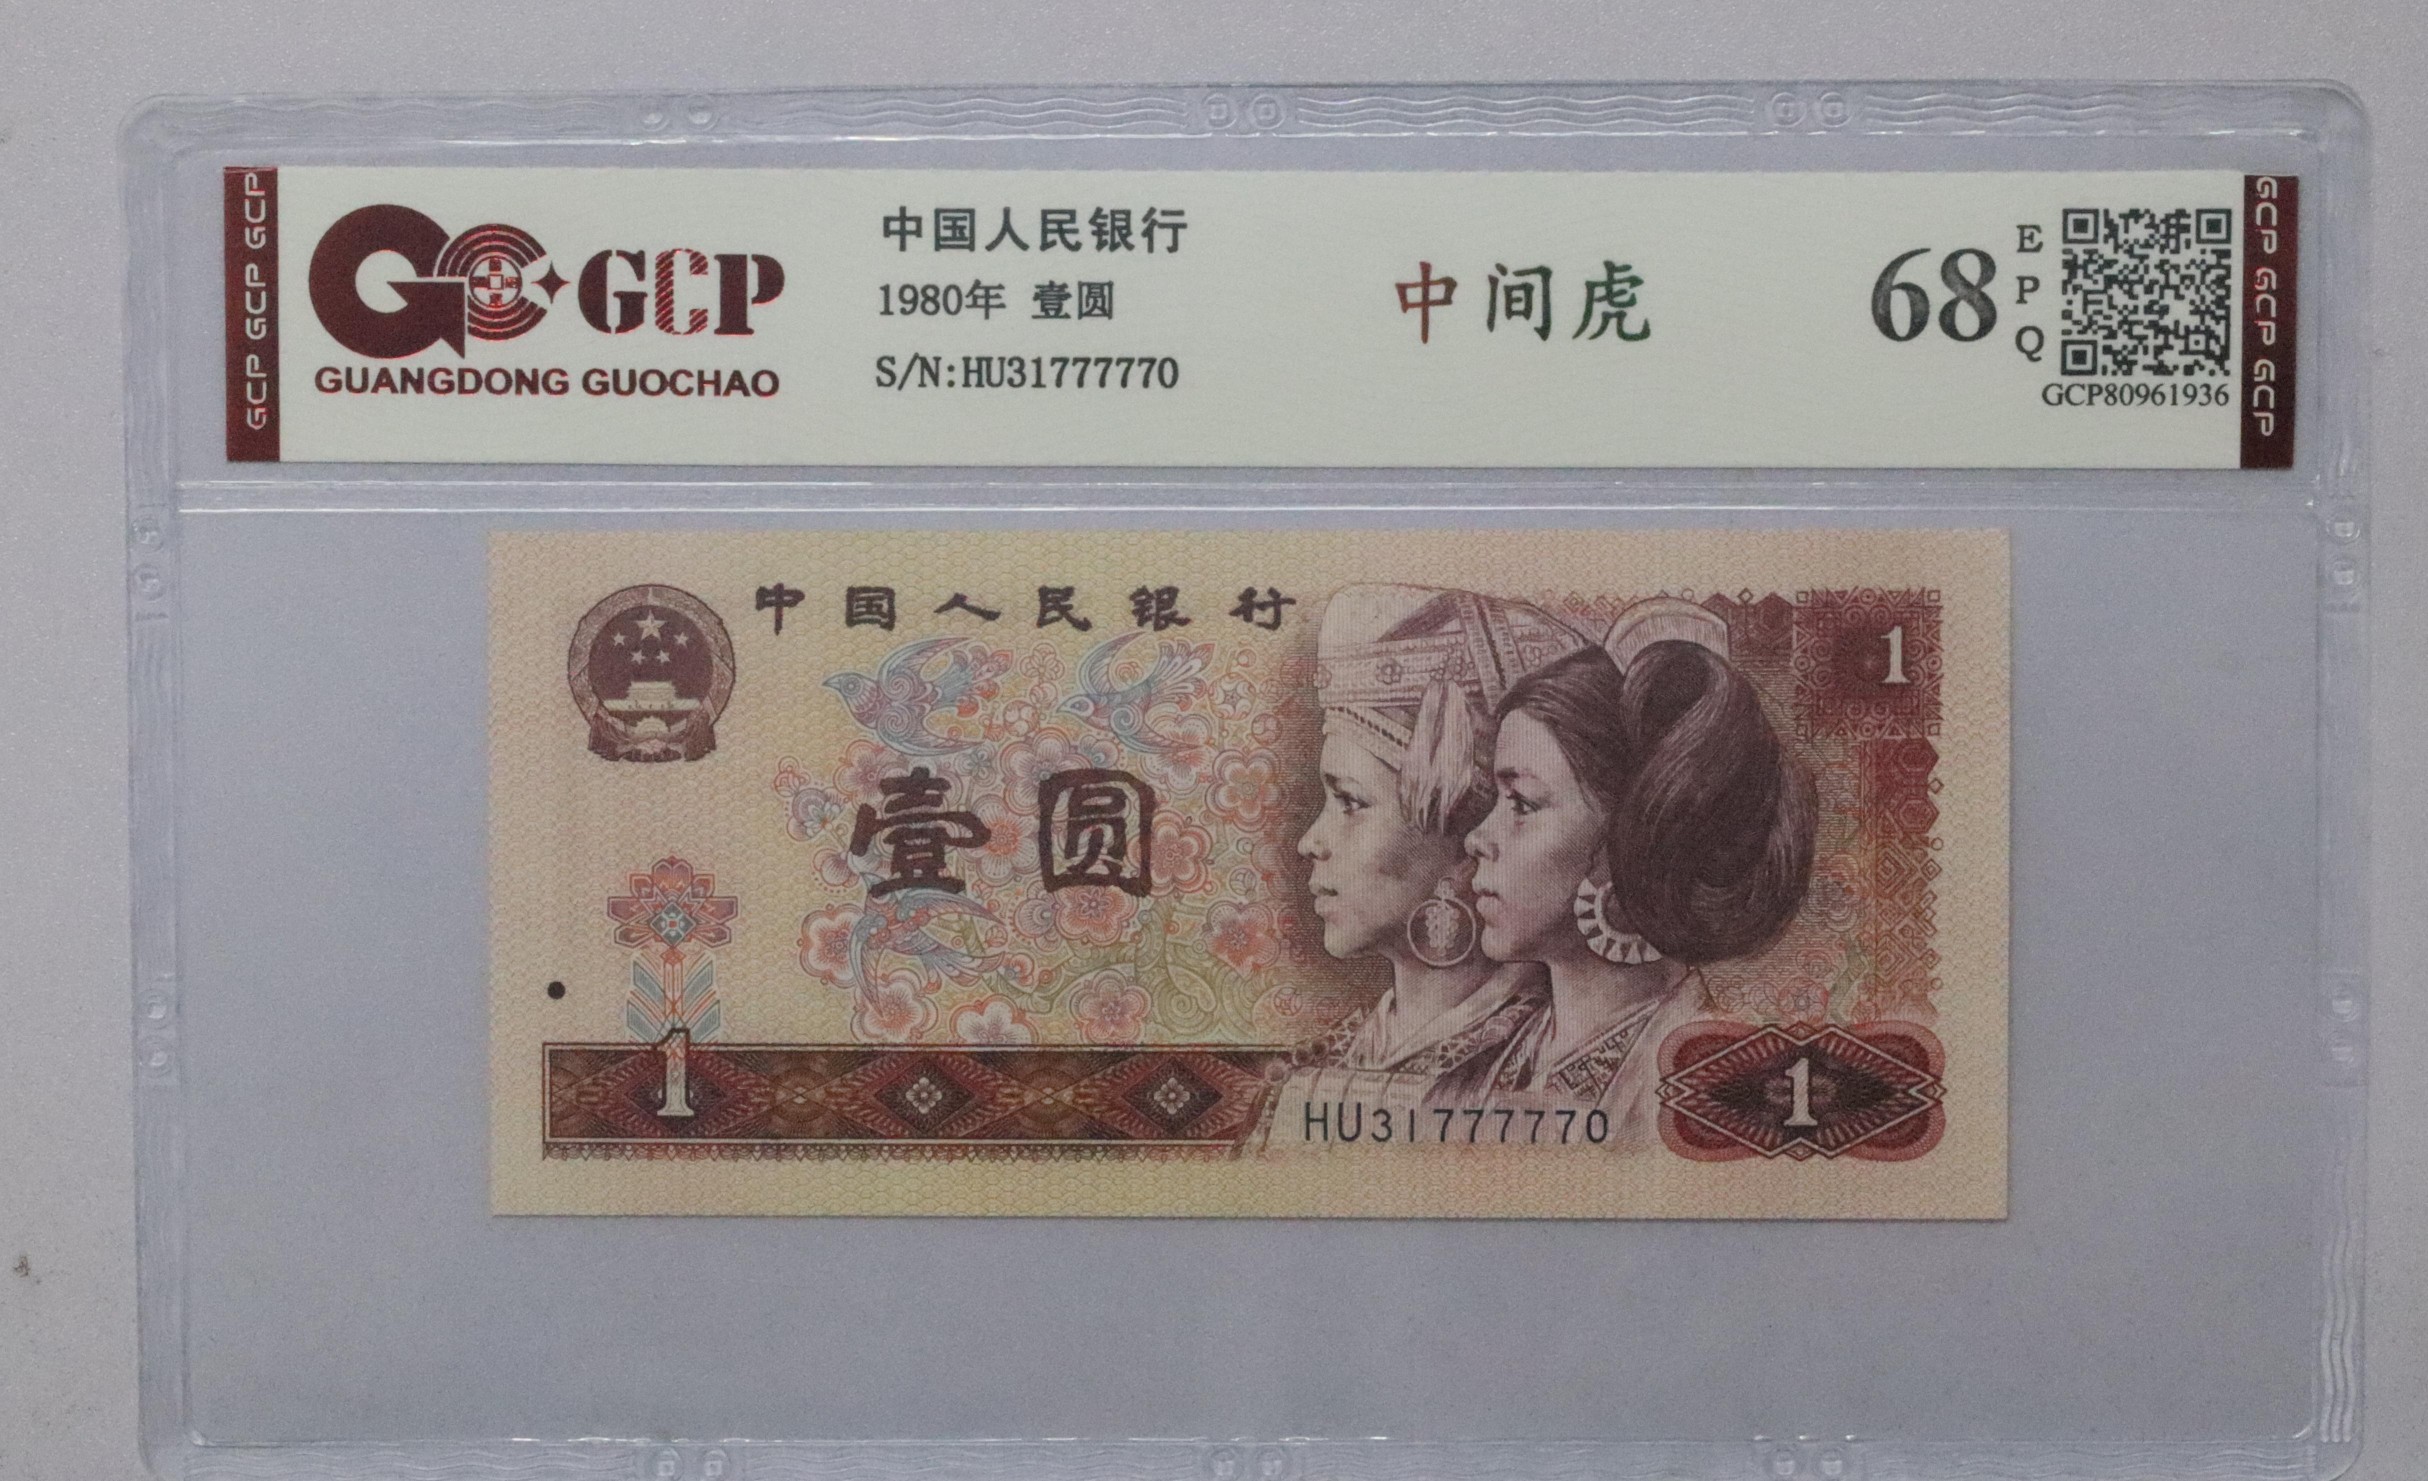 GCP GCP GCP
GCP
GUANGDONG GUOCHAO
中国人民银行
1980年 壹圆
S/N:HU31777770
中间虎
68
EPQ
GCP80961936
GCP GCP GCP
中国人民银行
1
壹圆
1
HU31777770
1